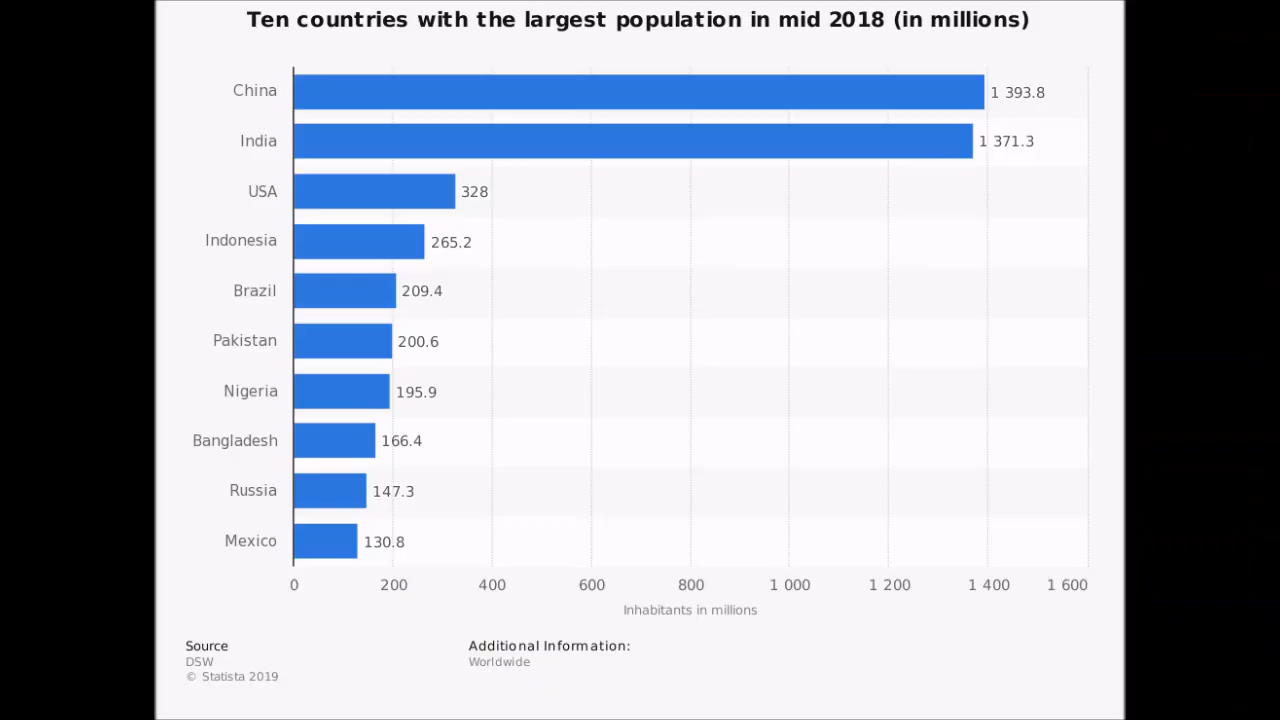 Ten countries with the largest population in mid 2018 (in millions)
China 1 393.8
India 1 371.3
USA 328
Indonesia 265.2
Brazil 209.4
Pakistan 200.6
Nigeria 195.9
Bangladesh 166.4
Russia 147.3
Mexico 130.8
0 200 400 600 800 1 000 1 200 1 400 1 600
Inhabitants in millions
Source Additional Information:
DSW Worldwide
© Statista 2019